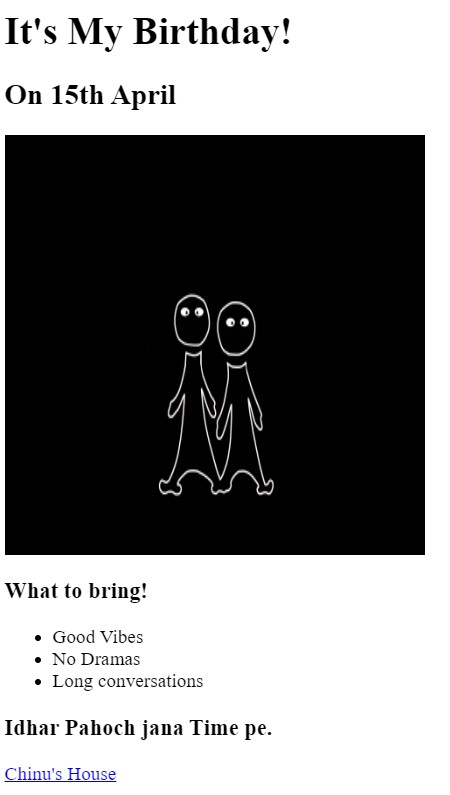 It's My Birthday!
On 15th April
What to bring!
Good Vibes
No Dramas
Long conversations
Idhar Pahoch jana Time pe.
Chinu's House